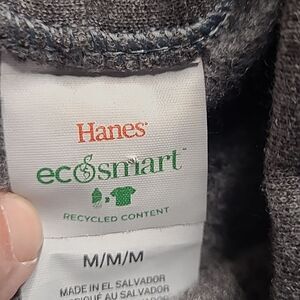 Hanes
ecosmart
RECYCLED CONTENT
M/M/M
MADE IN EL SALVADOR
FABRIQUÉ AU SALVADOR